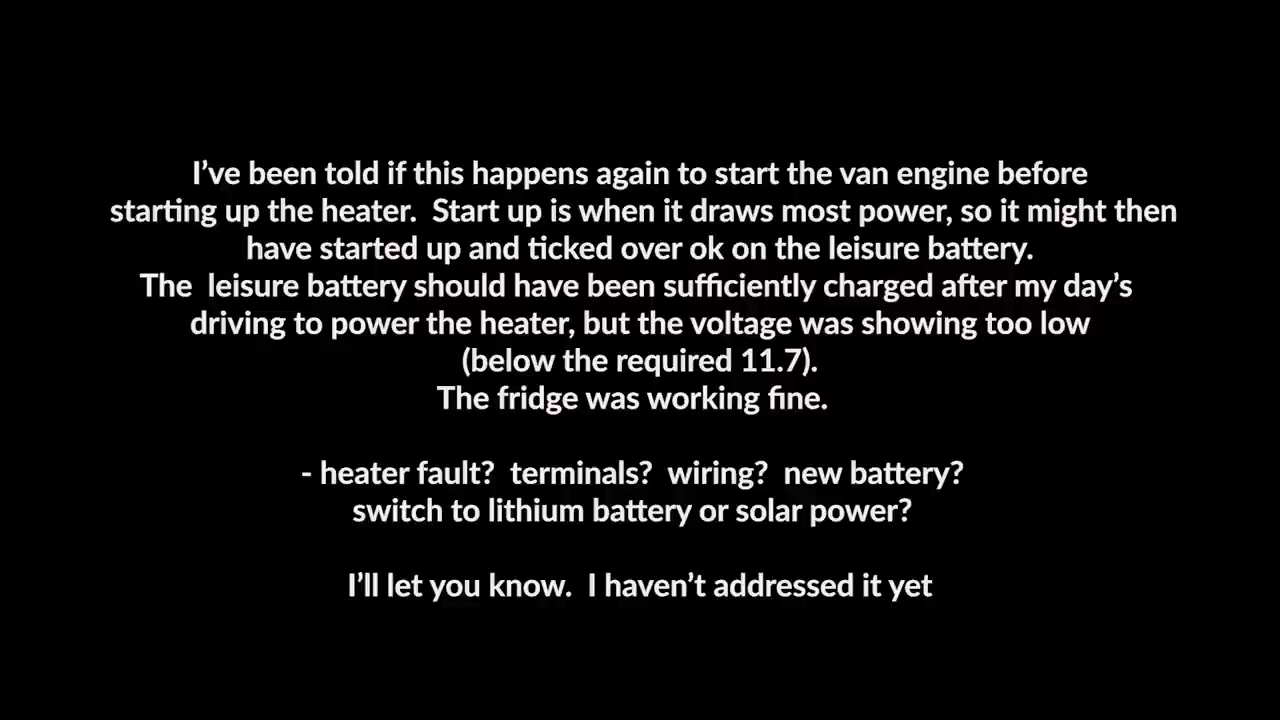 I've been told if this happens again to start the van engine before
starting up the heater.  Start up is when it draws most power, so it might then
have started up and ticked over ok on the leisure battery.
The  leisure battery should have been sufficiently charged after my day's
driving to power the heater, but the voltage was showing too low
(below the required 11.7).
The fridge was working fine.
- heater fault?  terminals?  wiring?  new battery?
switch to lithium battery or solar power?
I'll let you know.  I haven't addressed it yet